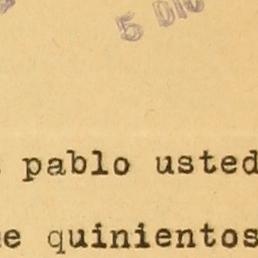 5 DIC
pablo usted
e quinientos